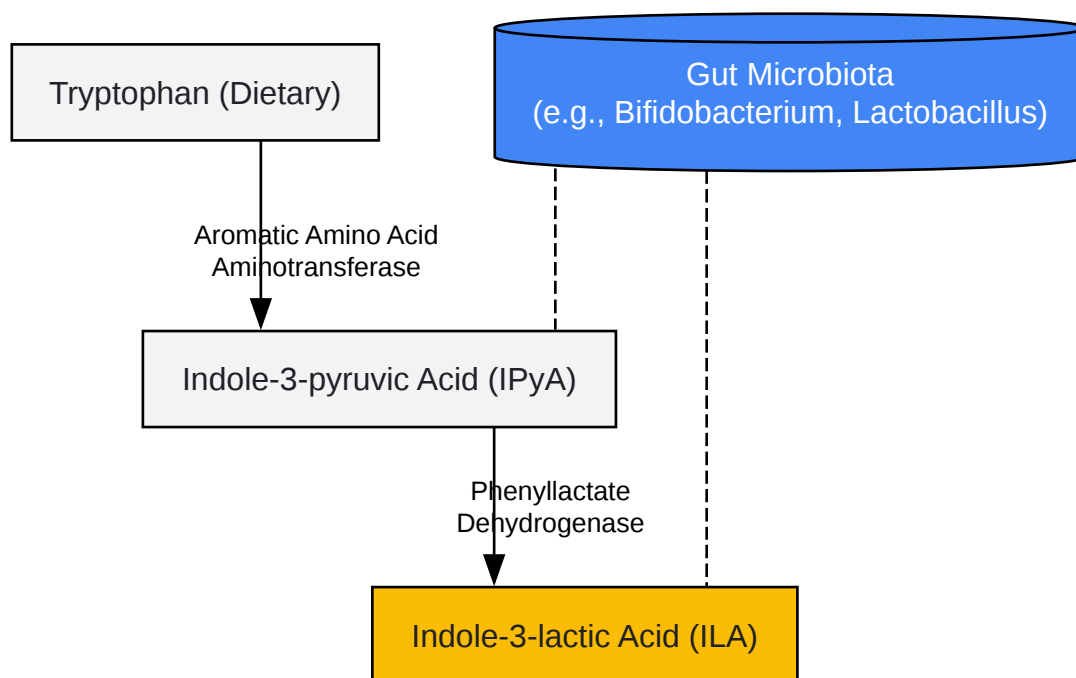 Tryptophan (Dietary)
Gut Microbiota
(e.g., Bifidobacterium, Lactobacillus)
Aromatic Amino Acid
Aminotransferase
Indole-3-pyruvic Acid (IPyA)
Phenyllactate
Dehydrogenase
Indole-3-lactic Acid (ILA)